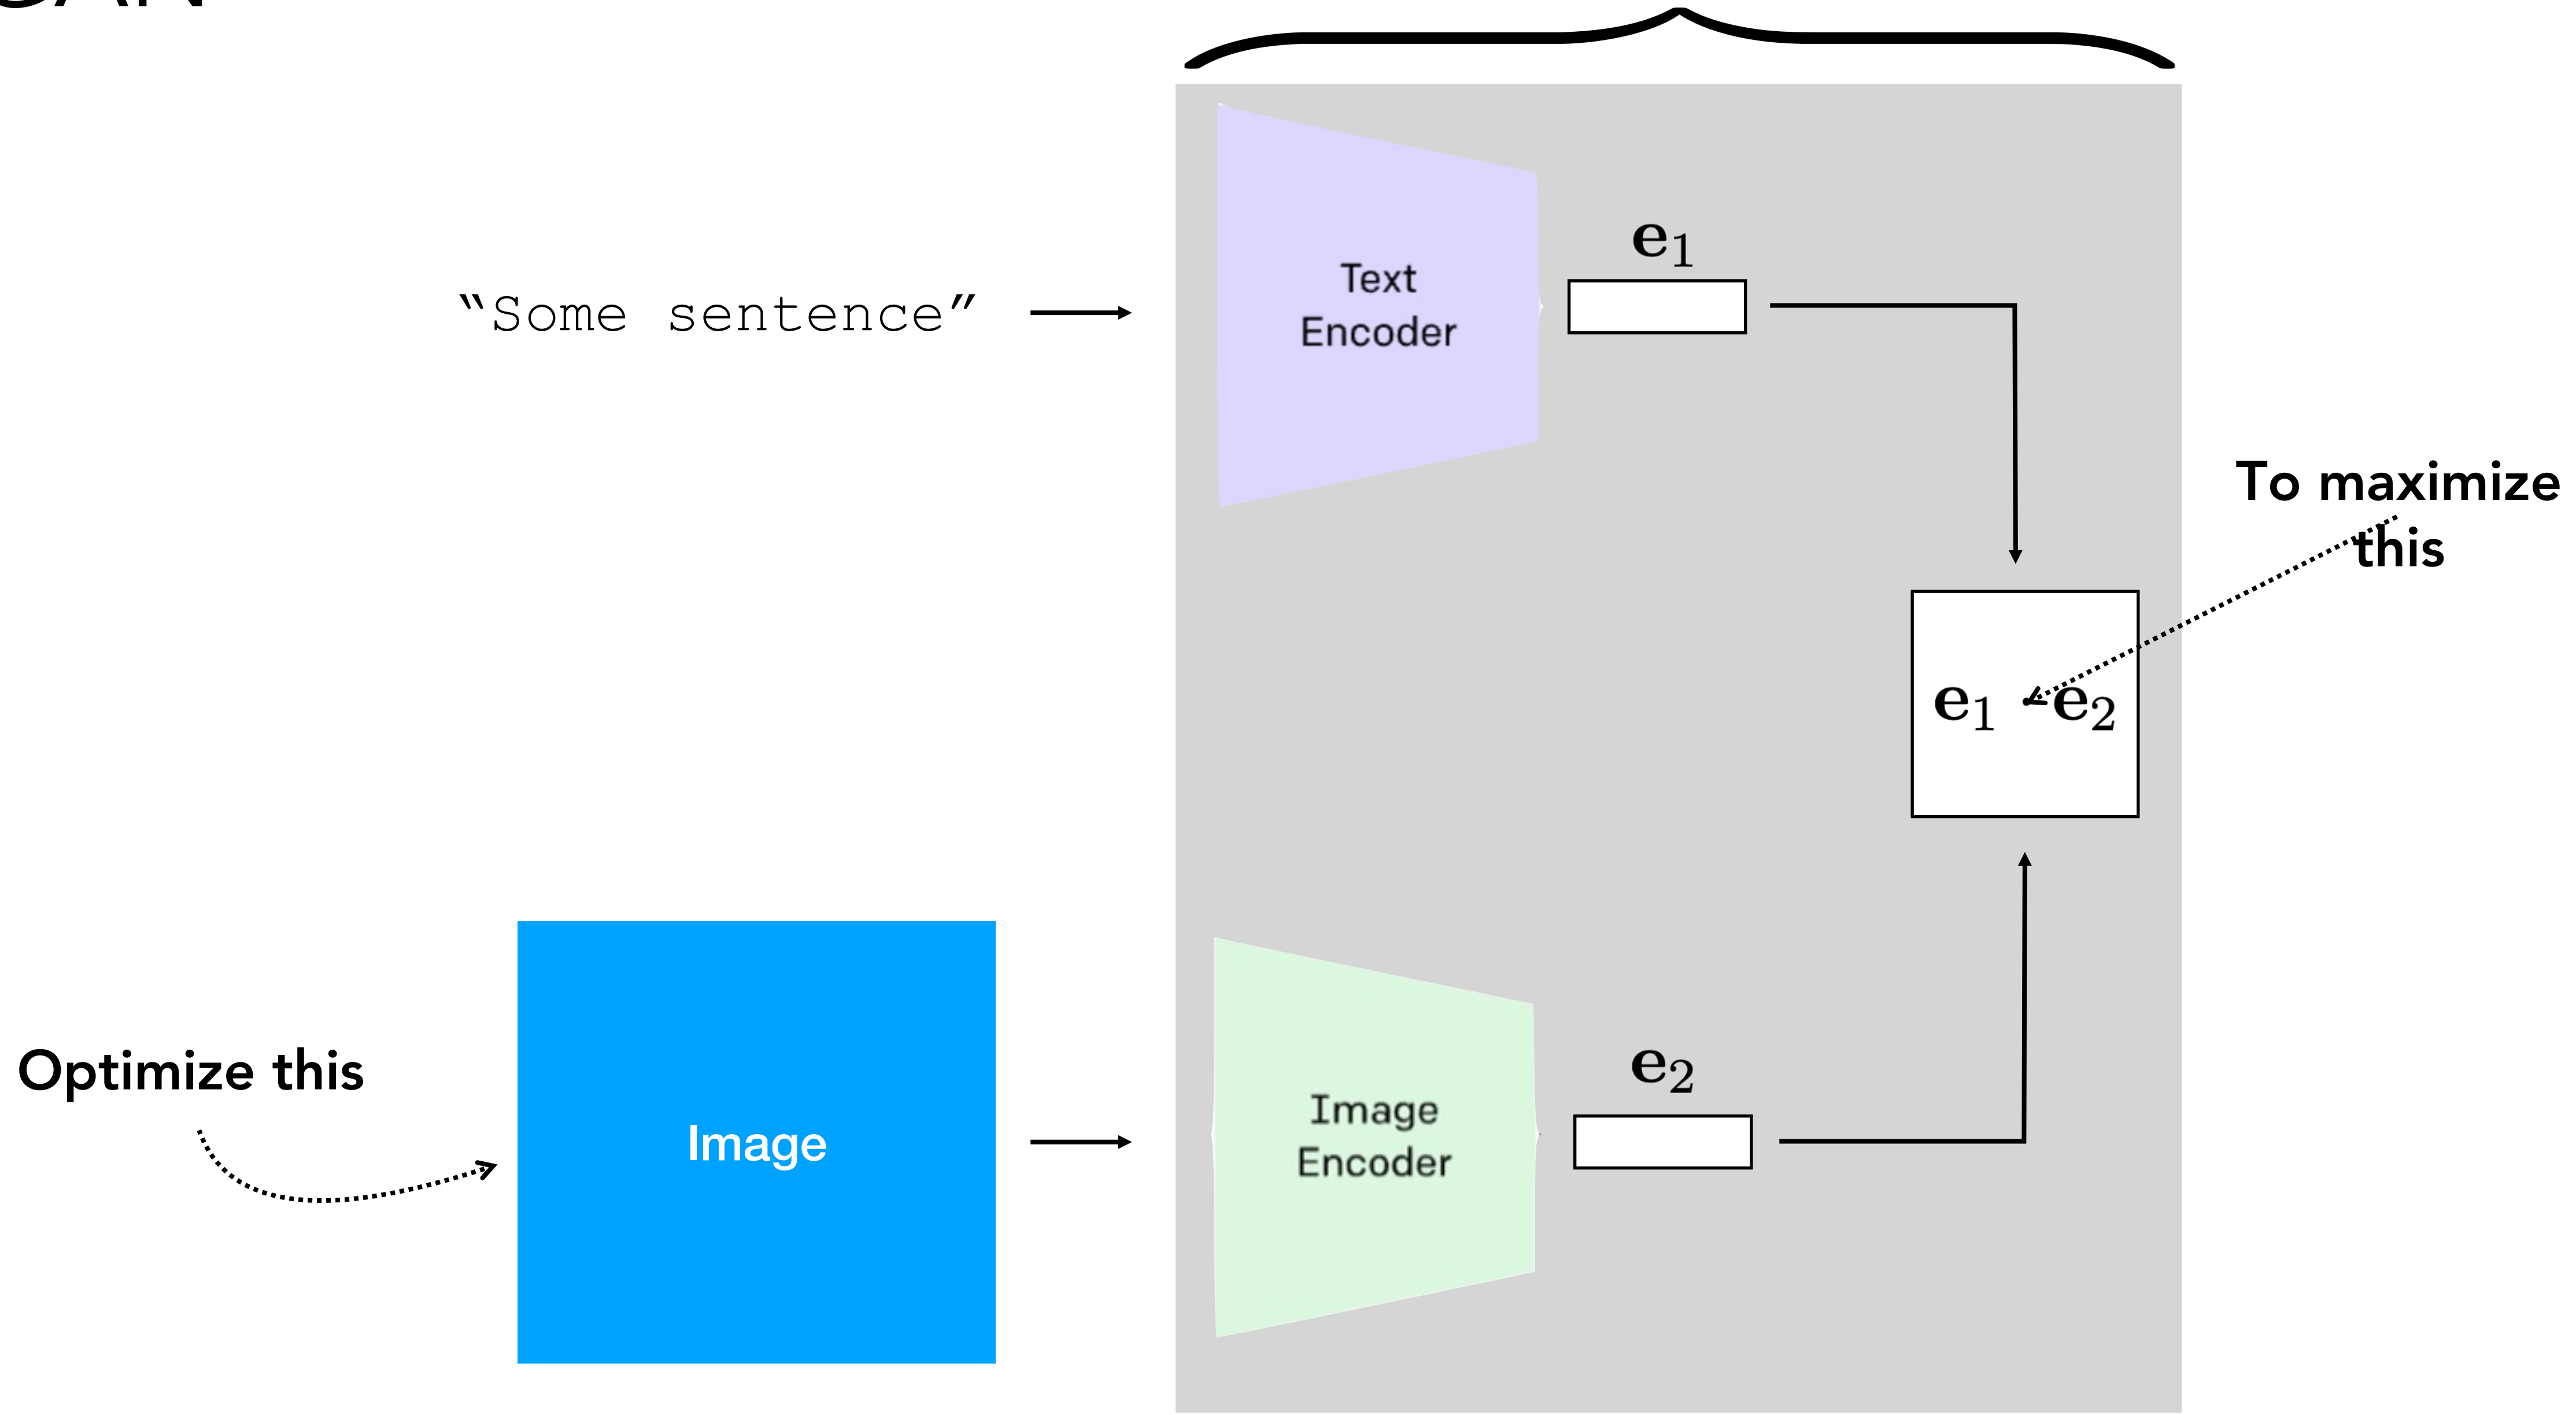 “Some sentence”
Text
Encoder
e1
To maximize
this
e1 · e2
Optimize this
Image
Image
Encoder
e2